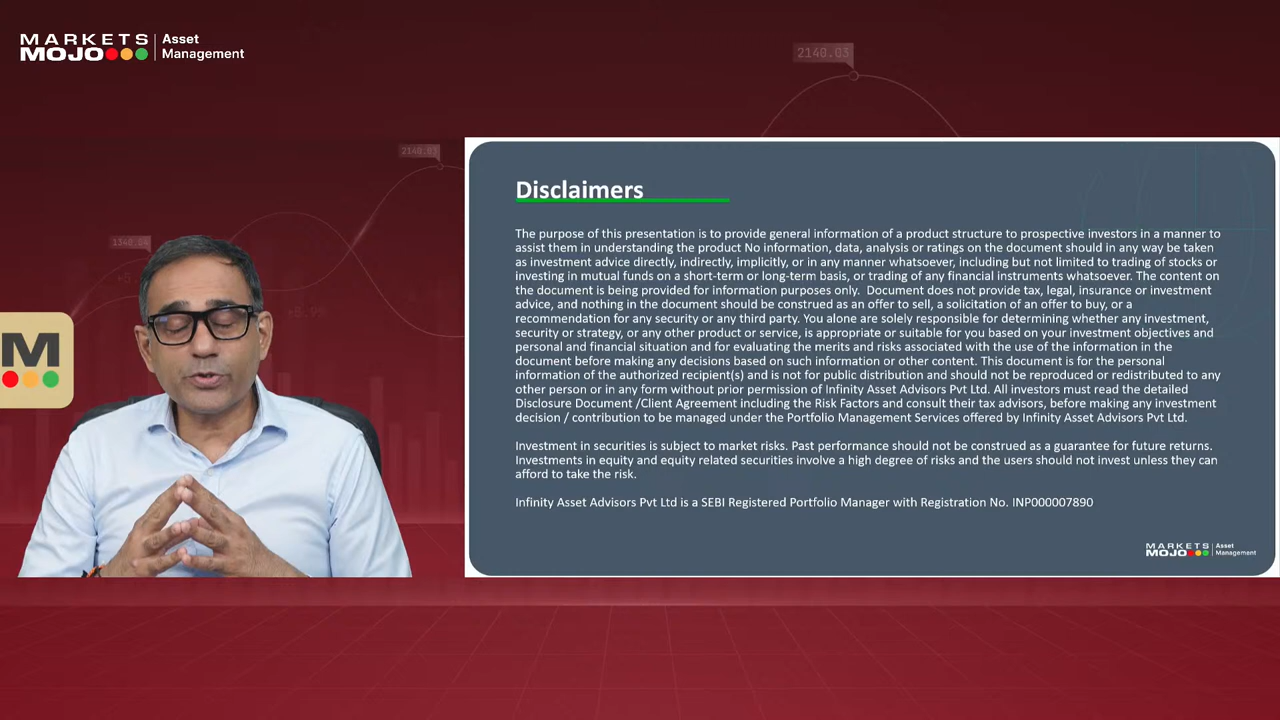 MARKETS
MOJO
Asset
Management
2140.03
2140.03
1340.04
+5
+5.95
M
Disclaimers
The purpose of this presentation is to provide general information of a product structure to prospective investors in a manner to
assist them in understanding the product No information, data, analysis or ratings on the document should in any way be taken
as investment advice directly, indirectly, implicitly, or in any manner whatsoever, including but not limited to trading of stocks or
investing in mutual funds on a short-term or long-term basis, or trading of any financial instruments whatsoever. The content on
the document is being provided for information purposes only.  Document does not provide tax, legal, insurance or investment
advice, and nothing in the document should be construed as an offer to sell, a solicitation of an offer to buy, or a
recommendation for any security or any third party. You alone are solely responsible for determining whether any investment,
security or strategy, or any other product or service, is appropriate or suitable for you based on your investment objectives and
personal and financial situation and for evaluating the merits and risks associated with the use of the information in the
document before making any decisions based on such information or other content. This document is for the personal
information of the authorized recipient(s) and is not for public distribution and should not be reproduced or redistributed to any
other person or in any form without prior permission of Infinity Asset Advisors Pvt Ltd. All investors must read the detailed
Disclosure Document /Client Agreement including the Risk Factors and consult their tax advisors, before making any investment
decision / contribution to be managed under the Portfolio Management Services offered by Infinity Asset Advisors Pvt Ltd.
Investment in securities is subject to market risks. Past performance should not be construed as a guarantee for future returns.
Investments in equity and equity related securities involve a high degree of risks and the users should not invest unless they can
afford to take the risk.
Infinity Asset Advisors Pvt Ltd is a SEBI Registered Portfolio Manager with Registration No. INP000007890
MARKETS
MOJO
Asset
Management